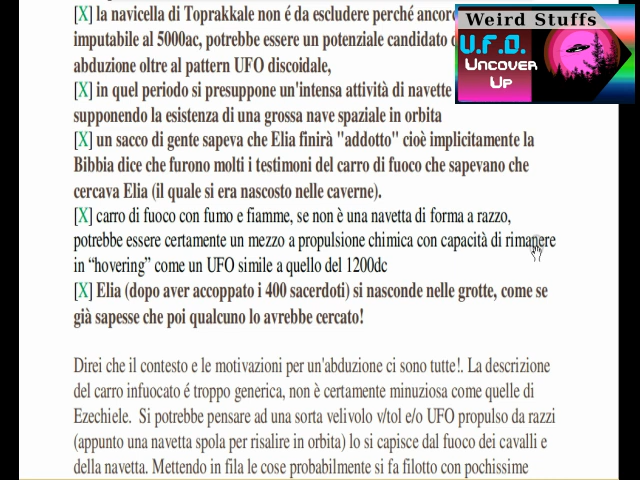 [X] la navicella di Toprakkale non é da escludere perché ancor
imputabile al 5000ac, potrebbe essere un potenziale candidato
abduzione oltre al pattern UFO discoidale,
[X] in quel periodo si presuppone un'intensa attività di navette
supponendo la esistenza di una grossa nave spaziale in orbita
[X] un sacco di gente sapeva che Elia finirà "addotto" cioè implicitamente la
Bibbia dice che furono molti i testimoni del carro di fuoco che sapevano che
cercava Elia (il quale si era nascosto nelle caverne).
[X] carro di fuoco con fumo e fiamme, se non è una navetta di forma a razzo,
potrebbe essere certamente un mezzo a propulsione chimica con capacità di rimanere
in “hovering” come un UFO simile a quello del 1200dc
[X] Elia (dopo aver accoppato i 400 sacerdoti) si nasconde nelle grotte, come se
già sapesse che poi qualcuno lo avrebbe cercato!
Direi che il contesto e le motivazioni per un'abduzione ci sono tutte!. La descrizione
del carro infuocato é troppo generica, non è certamente minuziosa come quelle di
Ezechiele. Si potrebbe pensare ad una sorta velivolo v/tol e/o UFO propulso da razzi
(appunto una navetta spola per risalire in orbita) lo si capisce dal fuoco dei cavalli e
della navetta. Mettendo in fila le cose probabilmente si fa filotto con pochissime
Weird Stuffs
U.F.O.
Uncover
Up